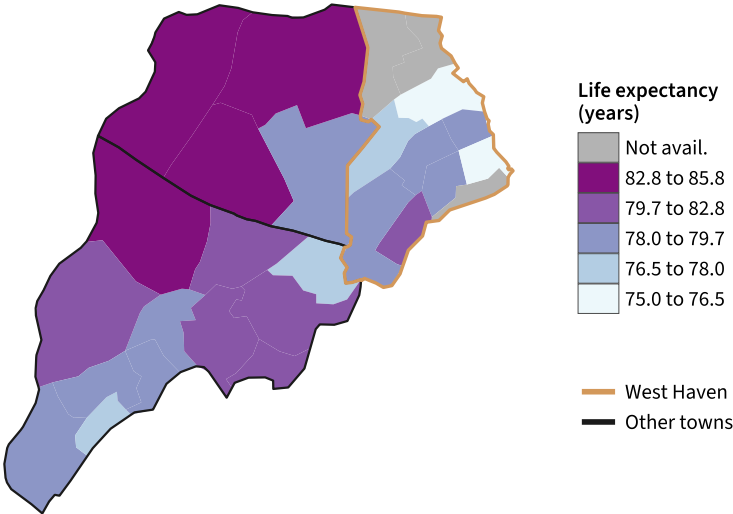 Life expectancy
(years)
Not avail.
82.8 to 85.8
79.7 to 82.8
78.0 to 79.7
76.5 to 78.0
75.0 to 76.5
West Haven
Other towns